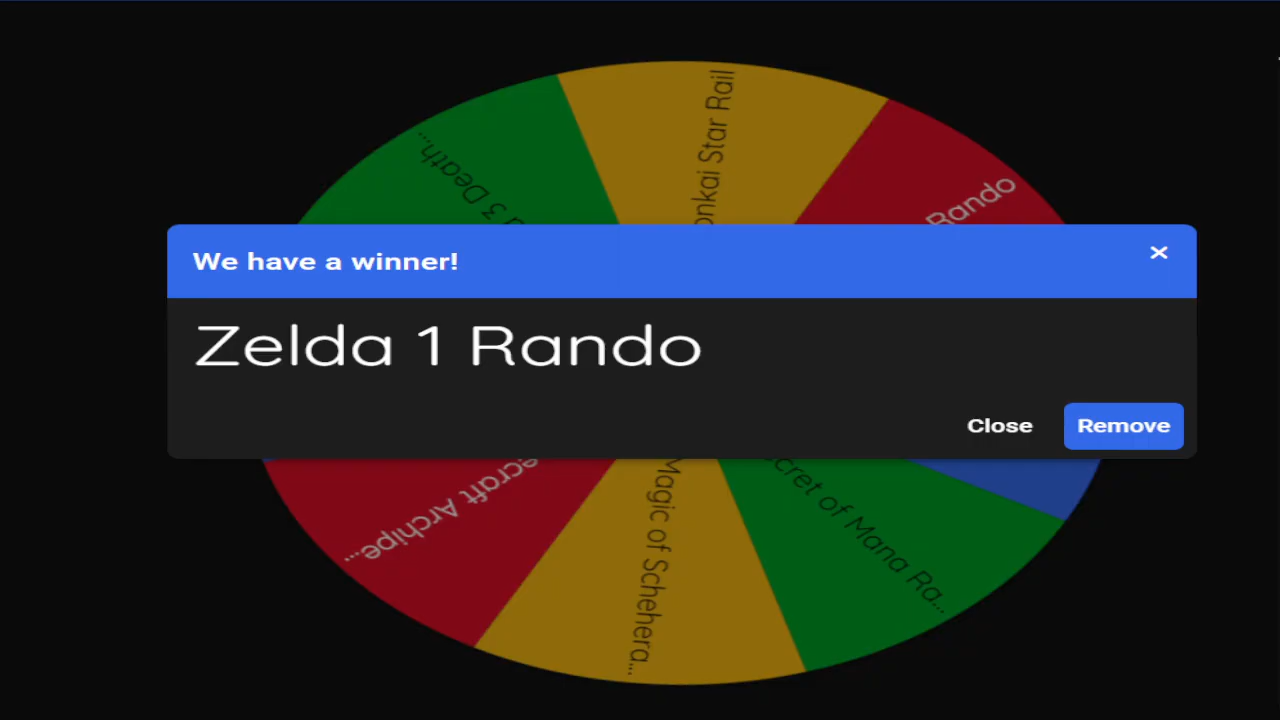 onkai Star Rail
3 Death...
Rando
We have a winner!
×
Zelda 1 Rando
Close
Remove
ecraft Archipe...
Magic of Schehera...
cret of Mana Ra...